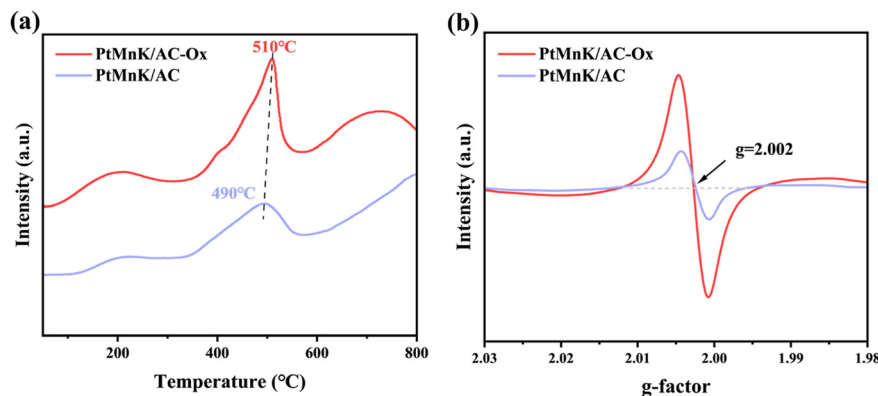 (a)
510℃
PtMnK/AC-Ox
PtMnK/AC
490℃
Intensity (a.u.)
200
400
600
800
Temperature (℃)
(b)
PtMnK/AC-Ox
PtMnK/AC
g=2.002
Intensity (a.u.)
2.03
2.02
2.01
2.00
1.99
1.98
g-factor